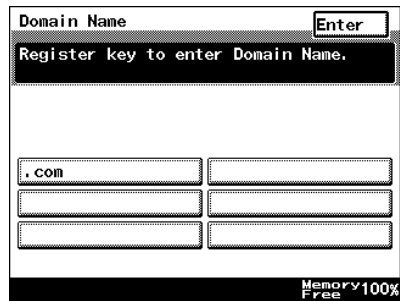 Domain Name
Enter
Register key to enter Domain Name.
.com
Memory
Free 100%